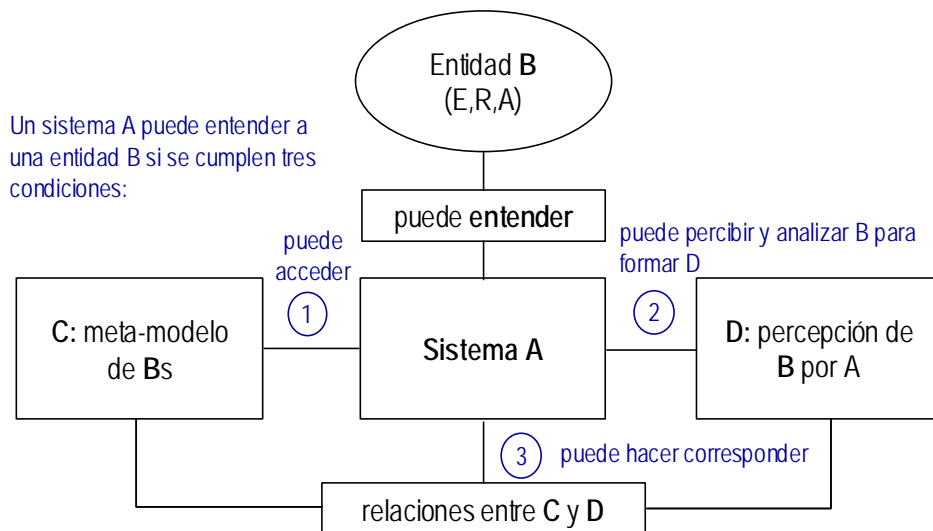 Entidad B
(E,R,A)
Un sistema A puede entender a
una entidad B si se cumplen tres
condiciones:
puede entender
puede
acceder
1
puede percibir y analizar B para
formar D
2
C: meta-modelo
de Bs
Sistema A
D: percepción de
B por A
3
puede hacer corresponder
relaciones entre C y D